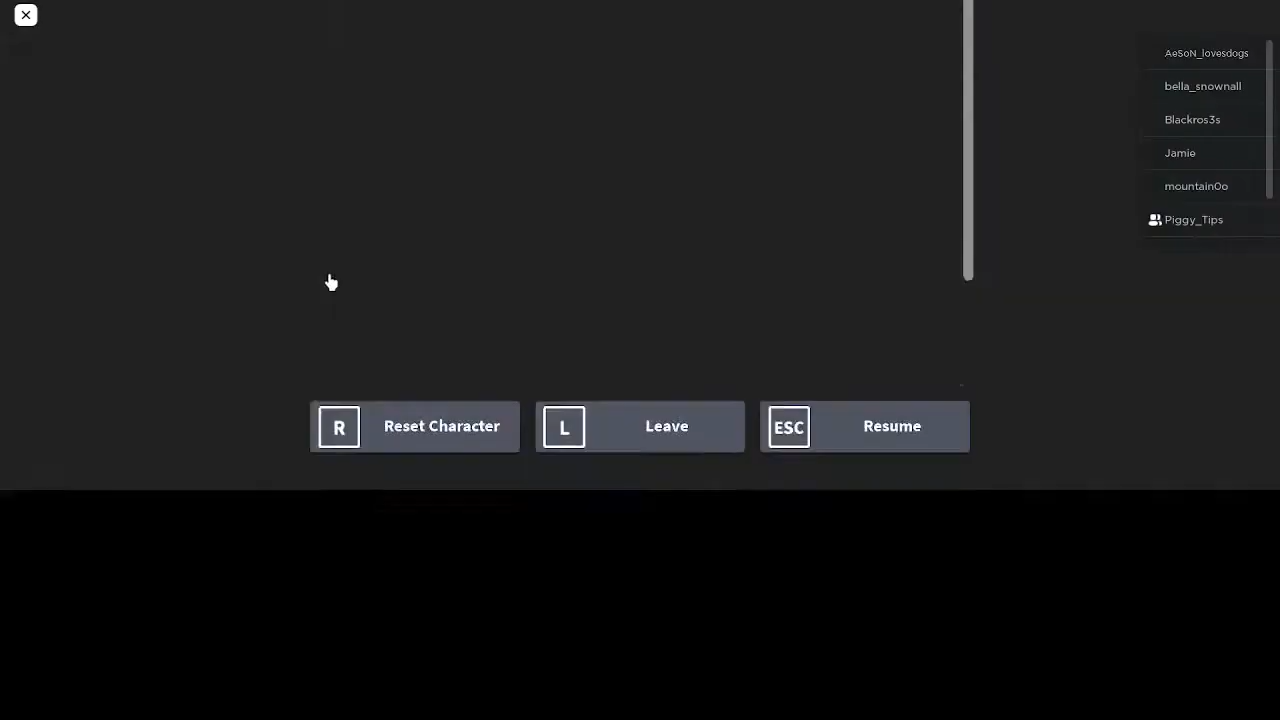 AeSoN_lovesdogs
bella_snownall
Blackros3s
Jamie
mountain0o
Piggy_Tips
R Reset Character
L Leave
ESC Resume